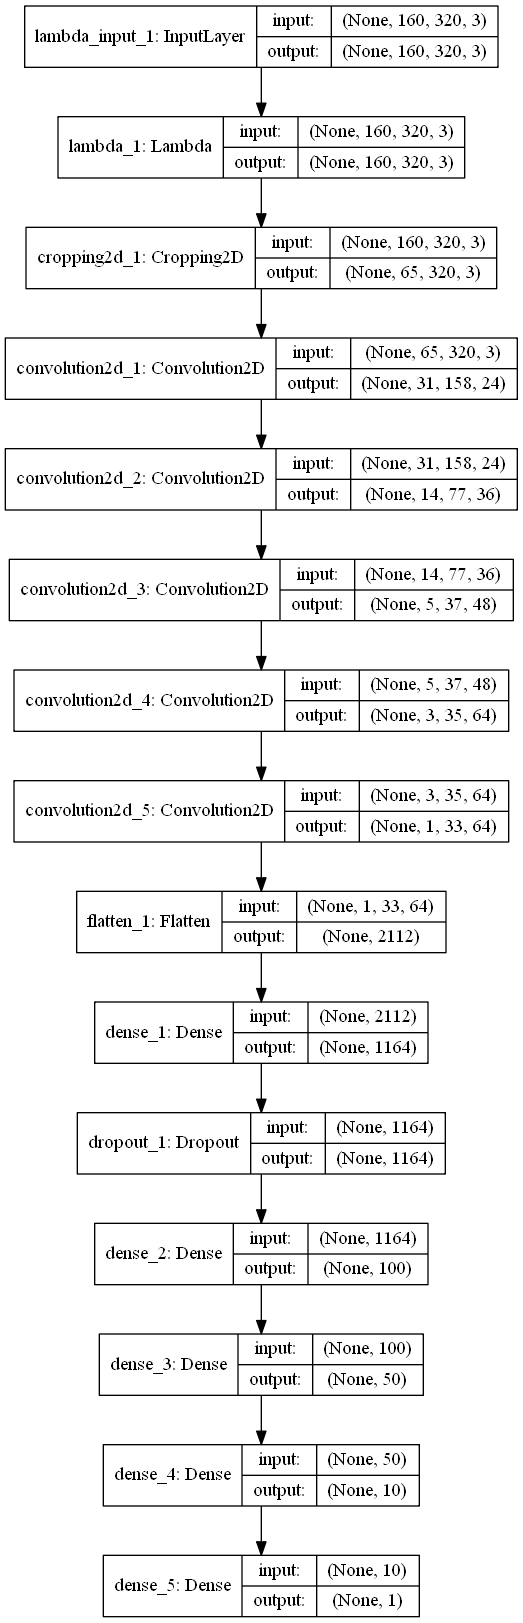 lambda_input_1: InputLayer
input: (None, 160, 320, 3)
output: (None, 160, 320, 3)
lambda_1: Lambda
input: (None, 160, 320, 3)
output: (None, 160, 320, 3)
cropping2d_1: Cropping2D
input: (None, 160, 320, 3)
output: (None, 65, 320, 3)
convolution2d_1: Convolution2D
input: (None, 65, 320, 3)
output: (None, 31, 158, 24)
convolution2d_2: Convolution2D
input: (None, 31, 158, 24)
output: (None, 14, 77, 36)
convolution2d_3: Convolution2D
input: (None, 14, 77, 36)
output: (None, 5, 37, 48)
convolution2d_4: Convolution2D
input: (None, 5, 37, 48)
output: (None, 3, 35, 64)
convolution2d_5: Convolution2D
input: (None, 3, 35, 64)
output: (None, 1, 33, 64)
flatten_1: Flatten
input: (None, 1, 33, 64)
output: (None, 2112)
dense_1: Dense
input: (None, 2112)
output: (None, 1164)
dropout_1: Dropout
input: (None, 1164)
output: (None, 1164)
dense_2: Dense
input: (None, 1164)
output: (None, 100)
dense_3: Dense
input: (None, 100)
output: (None, 50)
dense_4: Dense
input: (None, 50)
output: (None, 10)
dense_5: Dense
input: (None, 10)
output: (None, 1)